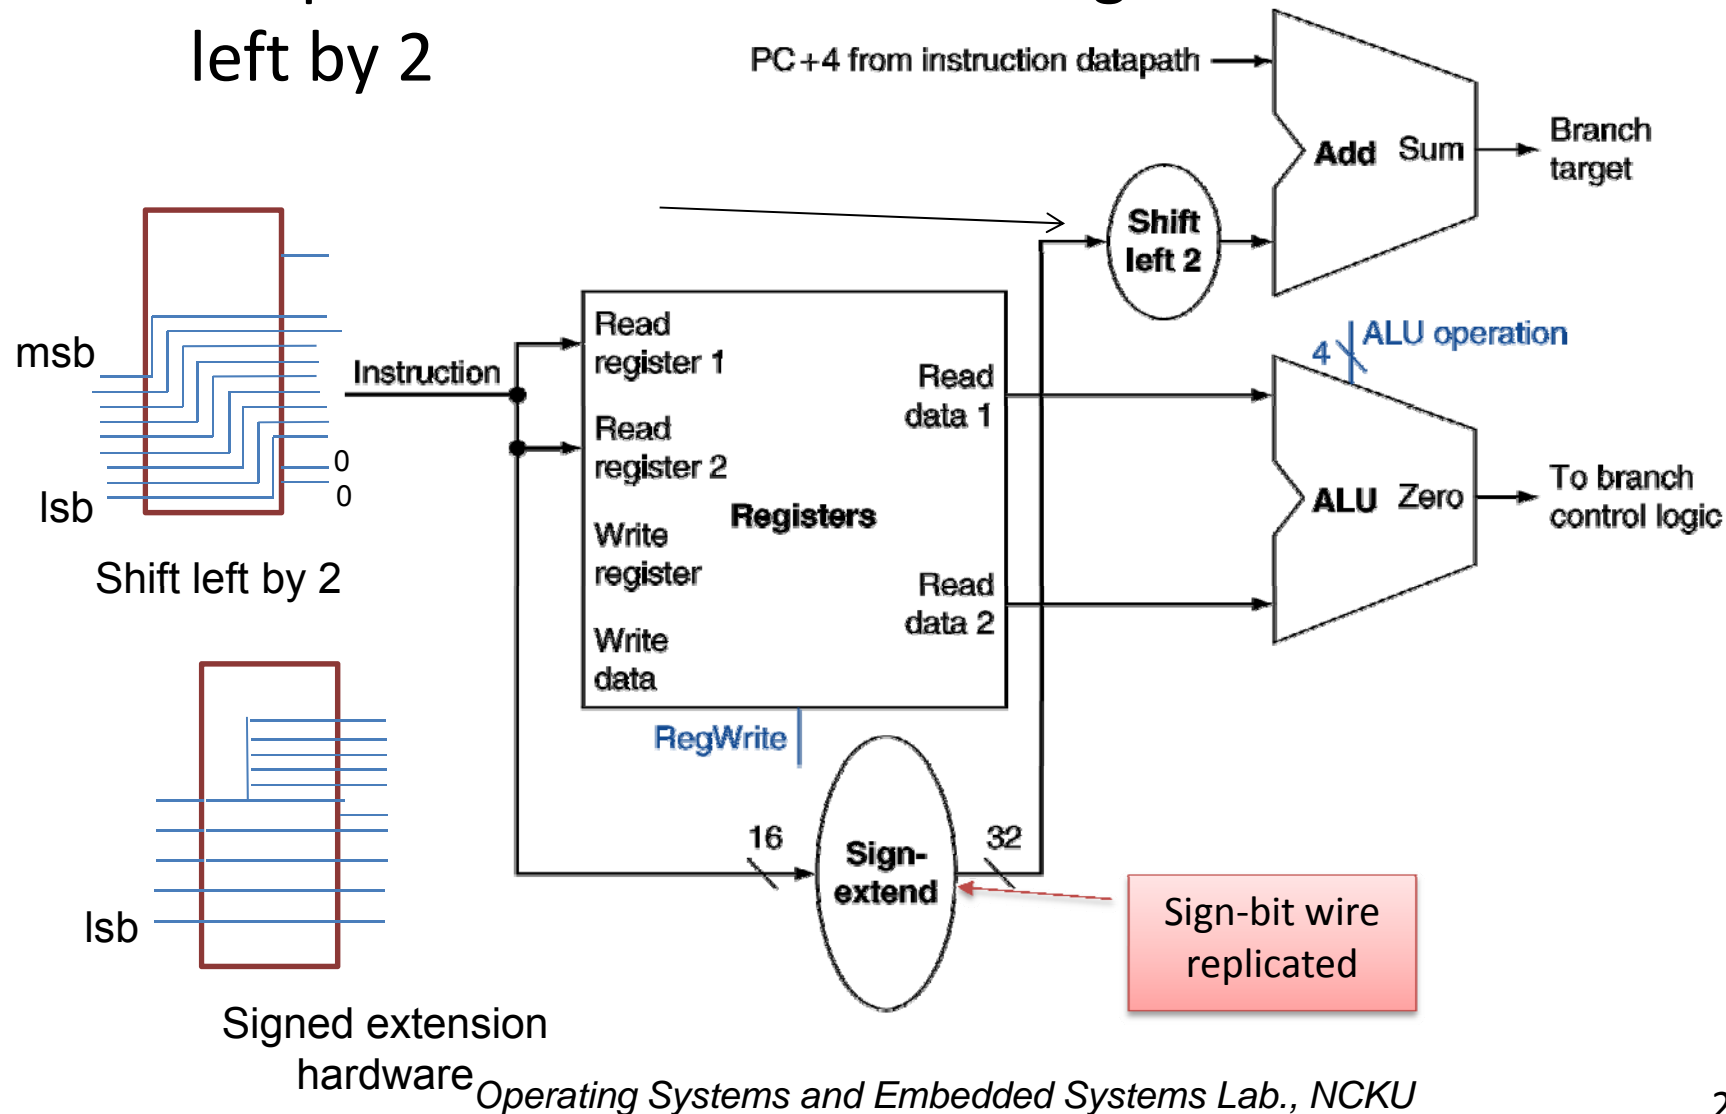 left by 2
PC+4 from instruction datapath
Add Sum
Branch
target
Shift
left 2
msb
lsb
0
0
Shift left by 2
Instruction
Read
register 1
Read
register 2
Write
register
Write
data
Registers
Read
data 1
Read
data 2
RegWrite
4
ALU operation
ALU Zero
To branch
control logic
16
Sign-
extend
32
Sign-bit wire
replicated
lsb
Signed extension
hardware
Operating Systems and Embedded Systems Lab., NCKU